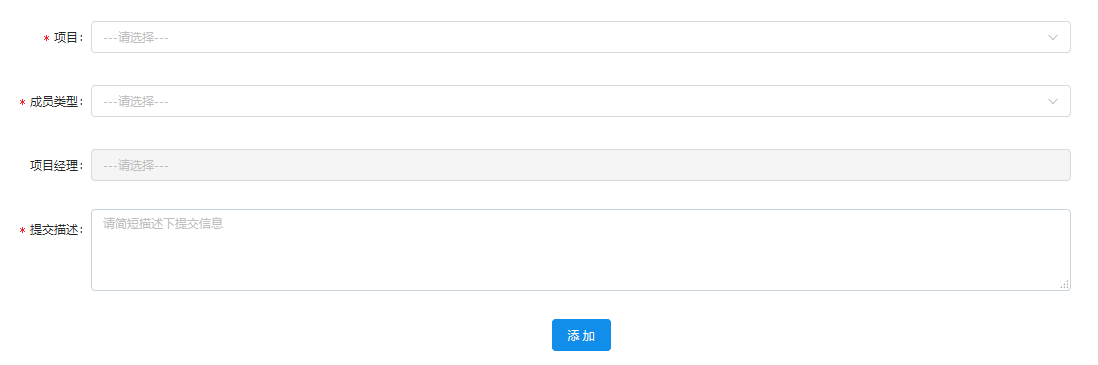 * 项目: ---请选择---
* 成员类型: ---请选择---
项目经理: ---请选择---
* 提交描述: 请简短描述下提交信息
添 加